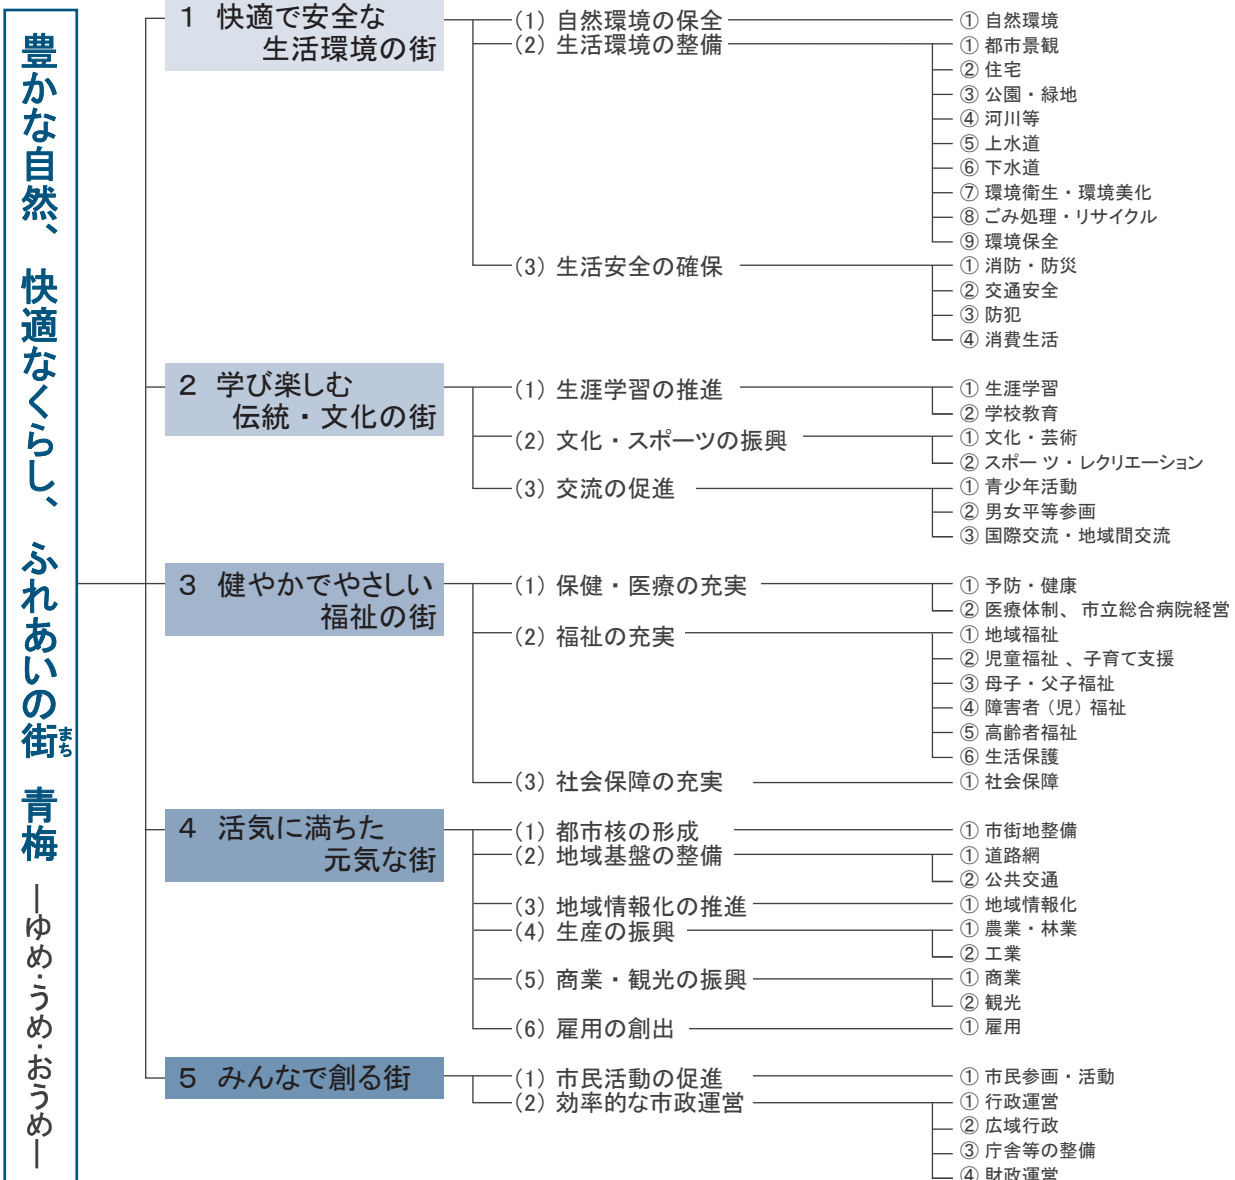 豊かな自然、快適なくらし、ふれあいの街 青梅
まち
―ゆめ・うめ・おうめ―
1 快適で安全な
生活環境の街
(1) 自然環境の保全
① 自然環境
(2) 生活環境の整備
① 都市景観
② 住宅
③ 公園・緑地
④ 河川等
⑤ 上水道
⑥ 下水道
⑦ 環境衛生・環境美化
⑧ ごみ処理・リサイクル
⑨ 環境保全
(3) 生活安全の確保
① 消防・防災
② 交通安全
③ 防犯
④ 消費生活
2 学び楽しむ
伝統・文化の街
(1) 生涯学習の推進
① 生涯学習
② 学校教育
(2) 文化・スポーツの振興
① 文化・芸術
② スポーツ・レクリエーション
(3) 交流の促進
① 青少年活動
② 男女平等参画
③ 国際交流・地域間交流
3 健やかでやさしい
福祉の街
(1) 保健・医療の充実
① 予防・健康
② 医療体制、市立総合病院経営
(2) 福祉の充実
① 地域福祉
② 児童福祉、子育て支援
③ 母子・父子福祉
④ 障害者（児）福祉
⑤ 高齢者福祉
⑥ 生活保護
(3) 社会保障の充実
① 社会保障
4 活気に満ちた
元気な街
(1) 都市核の形成
① 市街地整備
(2) 地域基盤の整備
① 道路網
② 公共交通
(3) 地域情報化の推進
① 地域情報化
(4) 生産の振興
① 農業・林業
② 工業
(5) 商業・観光の振興
① 商業
② 観光
(6) 雇用の創出
① 雇用
5 みんなで創る街
(1) 市民活動の促進
① 市民参画・活動
(2) 効率的な市政運営
① 行政運営
② 広域行政
③ 庁舎等の整備
④ 財政運営